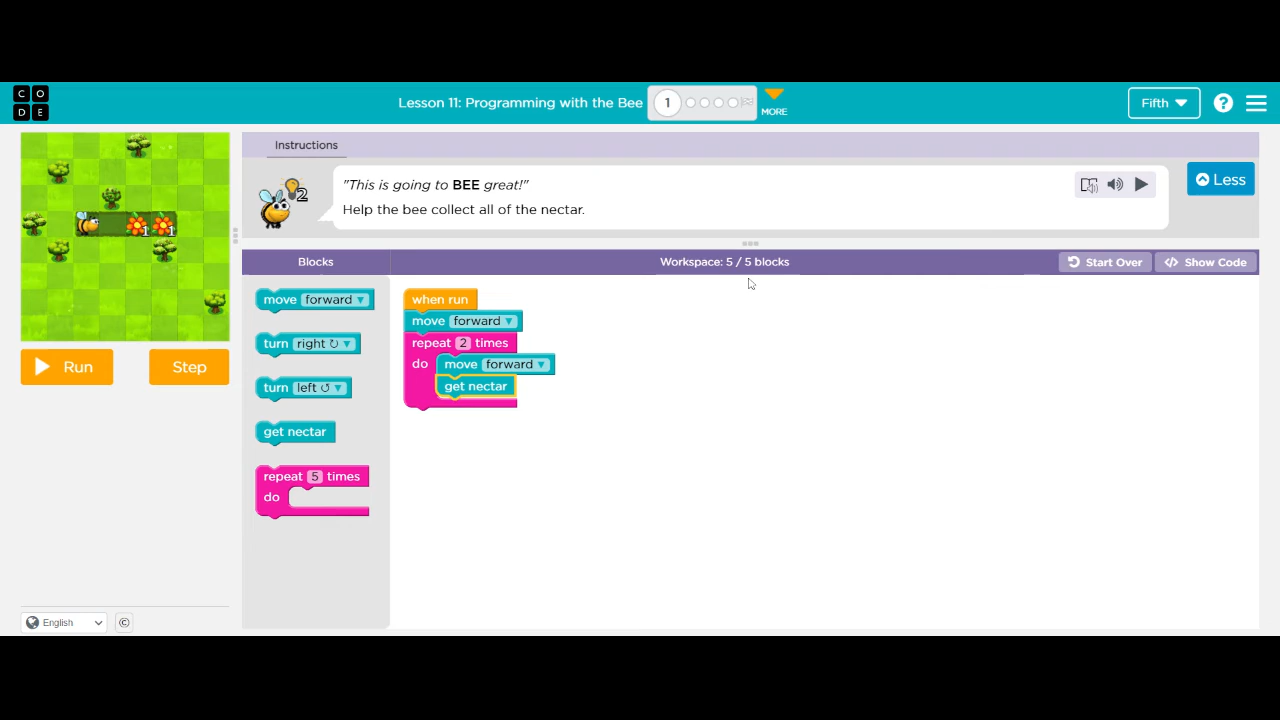 C O
D E
Lesson 11: Programming with the Bee
1
MORE
Fifth
?
Instructions
2
"This is going to BEE great!"
Help the bee collect all of the nectar.
Less
1 1
Blocks
Workspace: 5 / 5 blocks
Start Over
Show Code
Run
Step
move forward
turn right
turn left
get nectar
repeat 5 times
do
when run
move forward
repeat 2 times
do move forward
get nectar
English
©